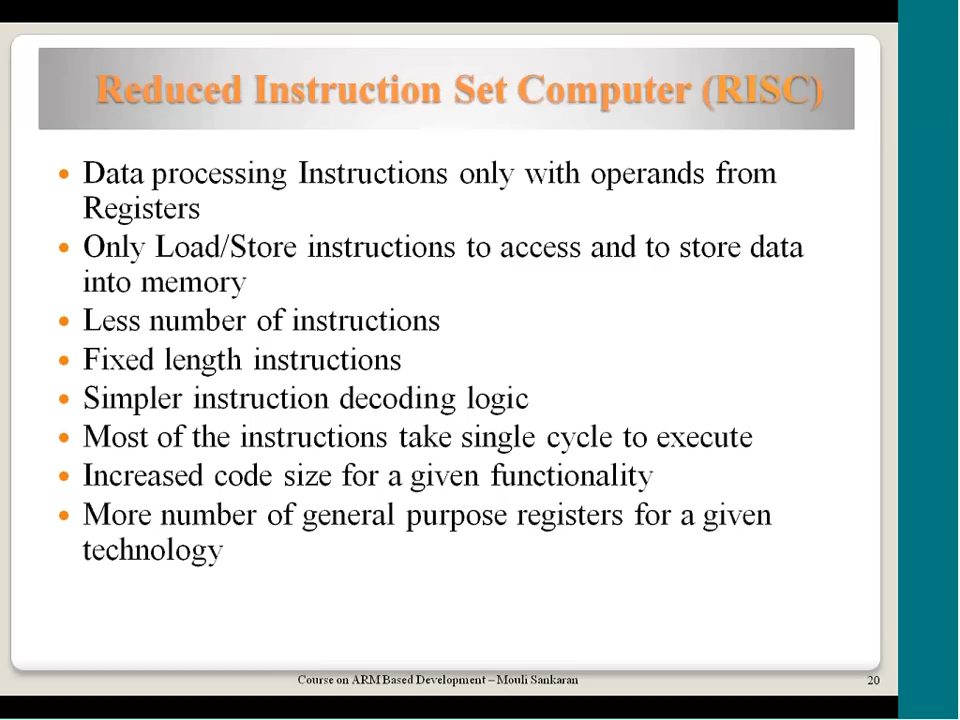 Reduced Instruction Set Computer (RISC)
• Data processing Instructions only with operands from
Registers
• Only Load/Store instructions to access and to store data
into memory
• Less number of instructions
• Fixed length instructions
• Simpler instruction decoding logic
• Most of the instructions take single cycle to execute
• Increased code size for a given functionality
• More number of general purpose registers for a given
technology
Course on ARM Based Development – Mouli Sankaran
20